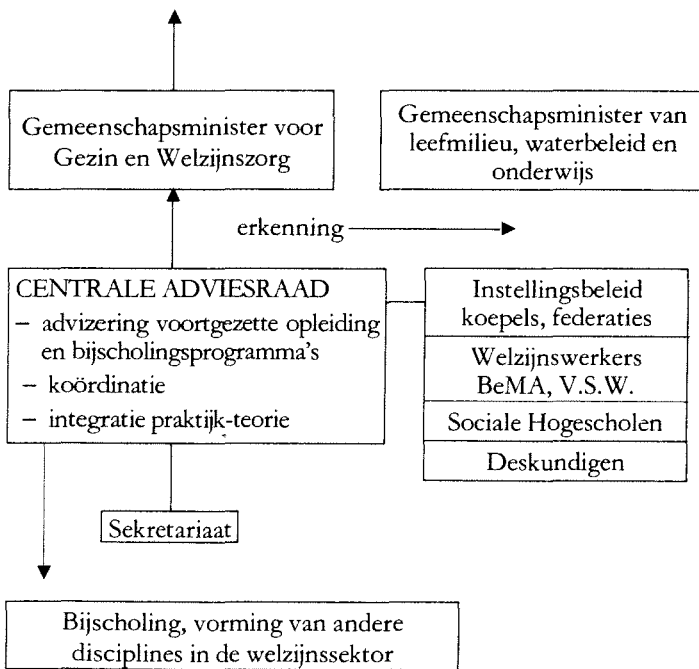 Gemeenschapsminister voor
Gezin en Welzijnszorg
Gemeenschapsminister van
leefmilieu, waterbeleid en
onderwijs
erkenning
CENTRALE ADVIESRAAD
– advizering voortgezette opleiding
en bijscholingsprogramma's
– koördinatie
– integratie praktijk-teorie
Instellingsbeleid
koepels, federaties
Welzijnswerkers
BeMA, V.S.W.
Sociale Hogescholen
Deskundigen
Sekretariaat
Bijscholing, vorming van andere
disciplines in de welzijnssektor